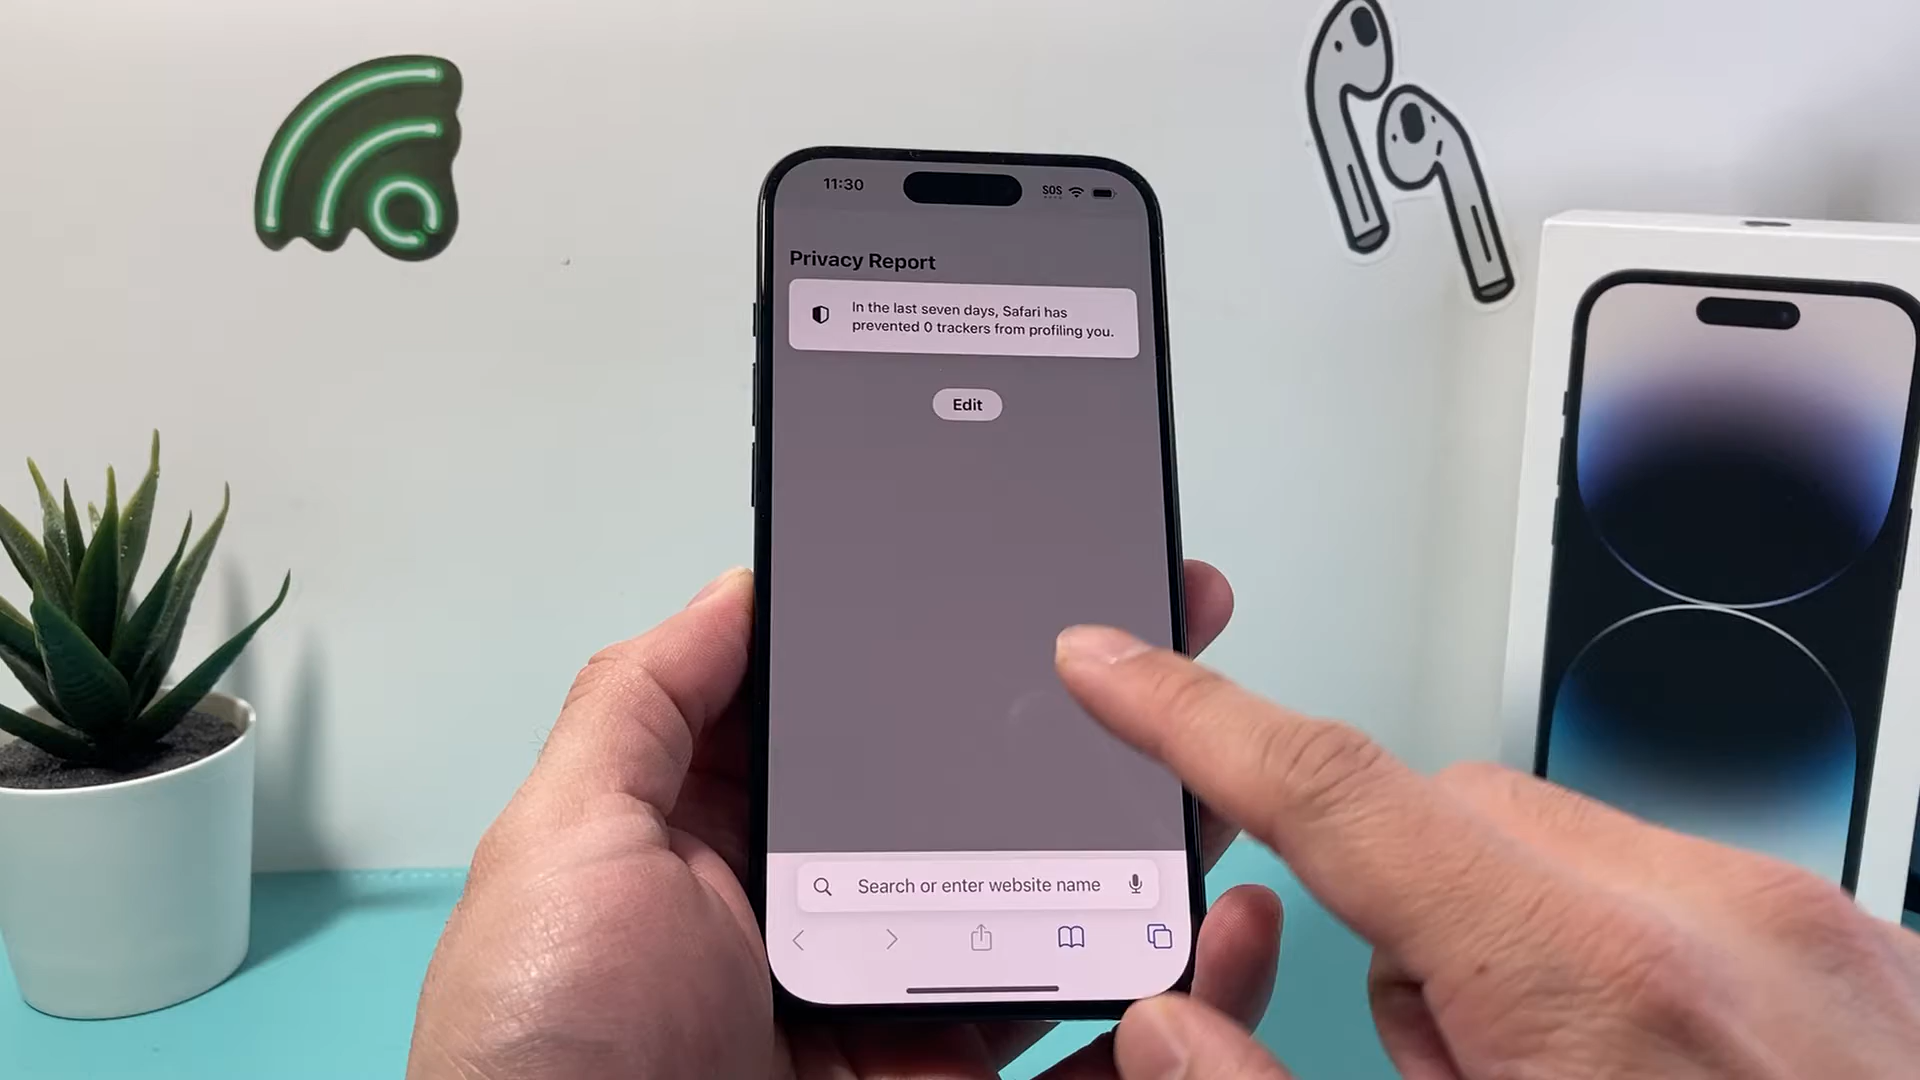 11:30
SOS
Privacy Report
In the last seven days, Safari has
prevented 0 trackers from profiling you.
Edit
Search or enter website name